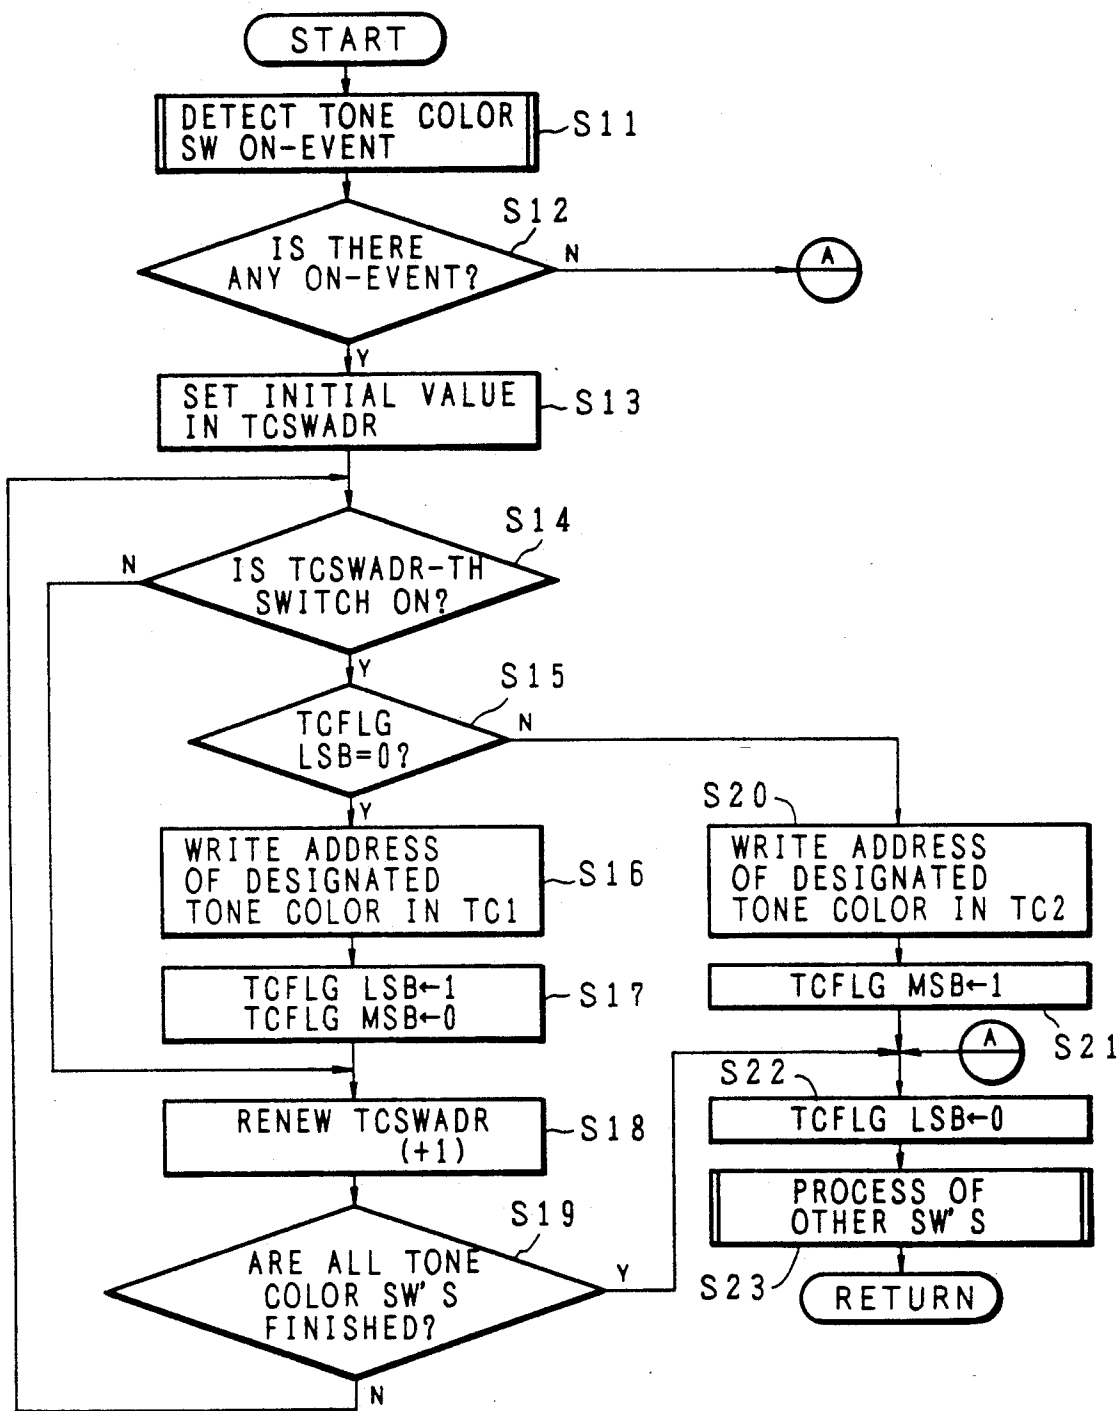 START
DETECT TONE COLOR
SW ON-EVENT
S11
S12
IS THERE
ANY ON-EVENT?
N
A
Y
SET INITIAL VALUE
IN TCSWADR
S13
S14
N
IS TCSWADR-TH
SWITCH ON?
Y
S15
TCFLG
LSB=0?
N
Y
WRITE ADDRESS
OF DESIGNATED
TONE COLOR IN TC1
S16
TCFLG LSB←1
TCFLG MSB←0
S17
RENEW TCSWADR
(+1)
S18
S19
ARE ALL TONE
COLOR SW'S
FINISHED?
Y
N
S20
WRITE ADDRESS
OF DESIGNATED
TONE COLOR IN TC2
TCFLG MSB←1
S21
A
S22
TCFLG LSB←0
PROCESS OF
OTHER SW'S
S23
RETURN